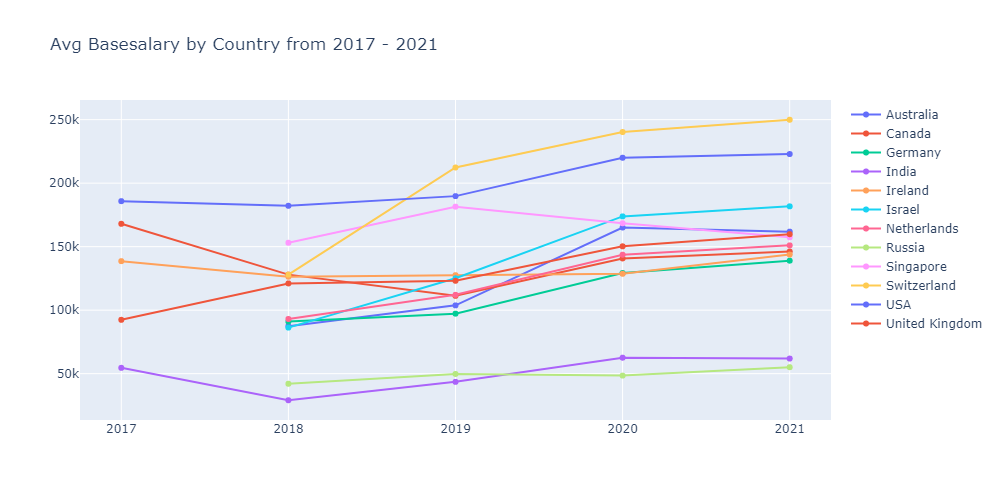 Avg Basesalary by Country from 2017 - 2021
250k
200k
150k
100k
50k
2017
2018
2019
2020
2021
Australia
Canada
Germany
India
Ireland
Israel
Netherlands
Russia
Singapore
Switzerland
USA
United Kingdom